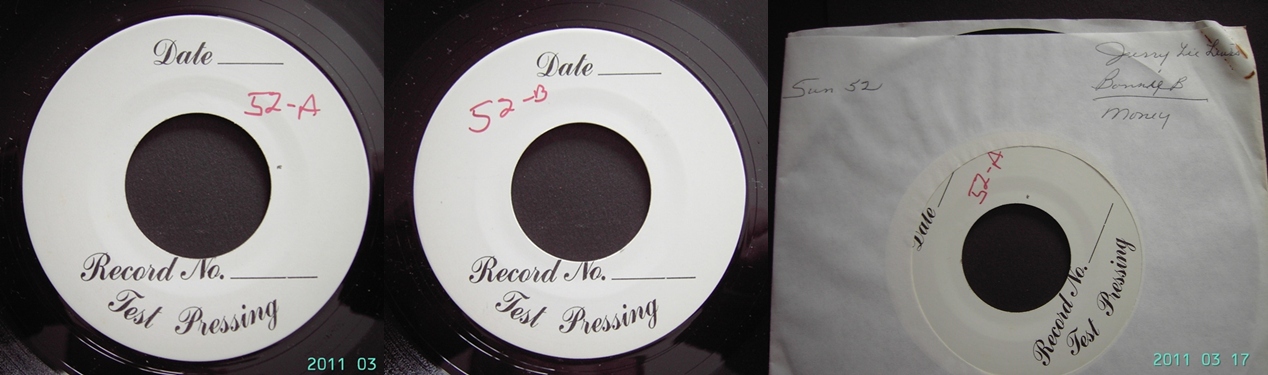 Date
52-A
Record No.
Test Pressing
2011 03
Date
52-B
Record No.
Test Pressing
Jerry Lee Lewis
Sun 52
Bonnie B
Money
52-A
Date
Record No.
Test Pressing
2011 03 17